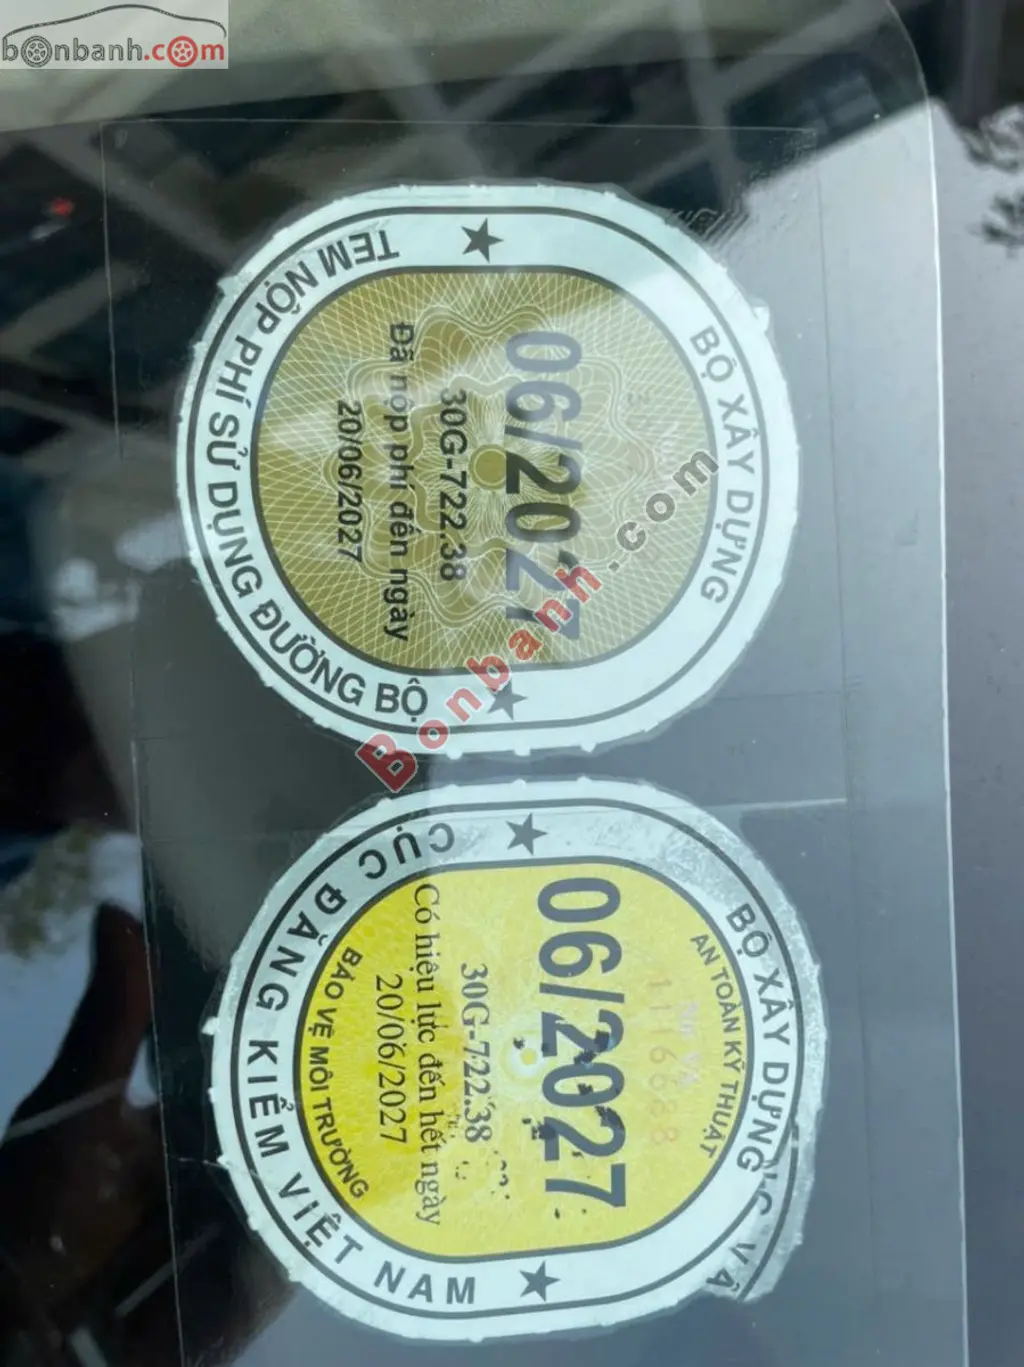 bonbanh.com
BỘ XÂY DỰNG
06/2027
30G-722.38
Đã nộp phí đến ngày
20/06/2027
TEM NỘP PHÍ SỬ DỤNG ĐƯỜNG BỘ
Bonbanh.com
BỘ XÂY DỰNG
AN TOÀN KỸ THUẬT
06/2027
30G-722.38
Có hiệu lực đến hết ngày
20/06/2027
BẢO VỆ MÔI TRƯỜNG
CỤC ĐĂNG KIỂM VIỆT NAM